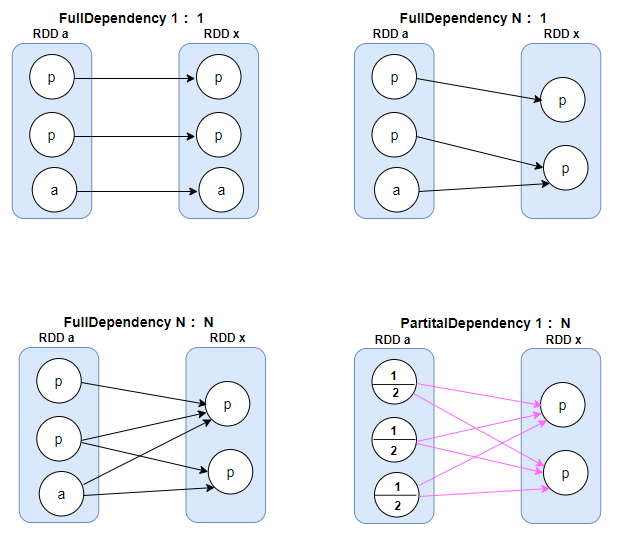 FullDependency 1 : 1
RDD a RDD x
p p
p p
a a
FullDependency N : 1
RDD a RDD x
p
p
p
p
a
FullDependency N : N
RDD a RDD x
p
p
p
p
a
PartitalDependency 1 : N
RDD a RDD x
1
2
p
1
2
p
1
2